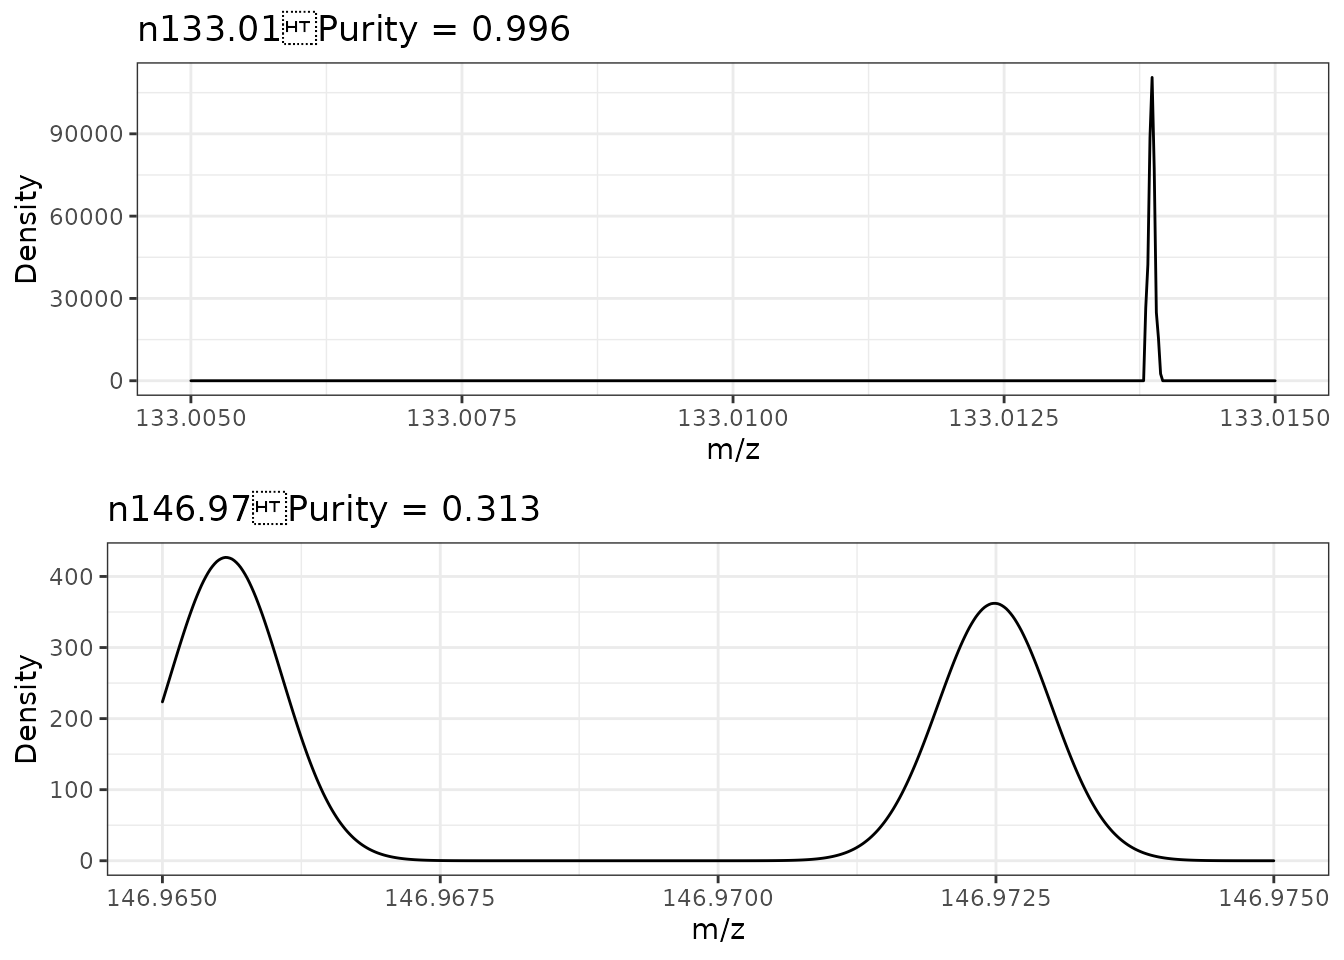 n133.01␉Purity = 0.996
Density
90000
60000
30000
0
133.0050 133.0075 133.0100 133.0125 133.0150
m/z
n146.97␉Purity = 0.313
Density
400
300
200
100
0
146.9650 146.9675 146.9700 146.9725 146.9750
m/z